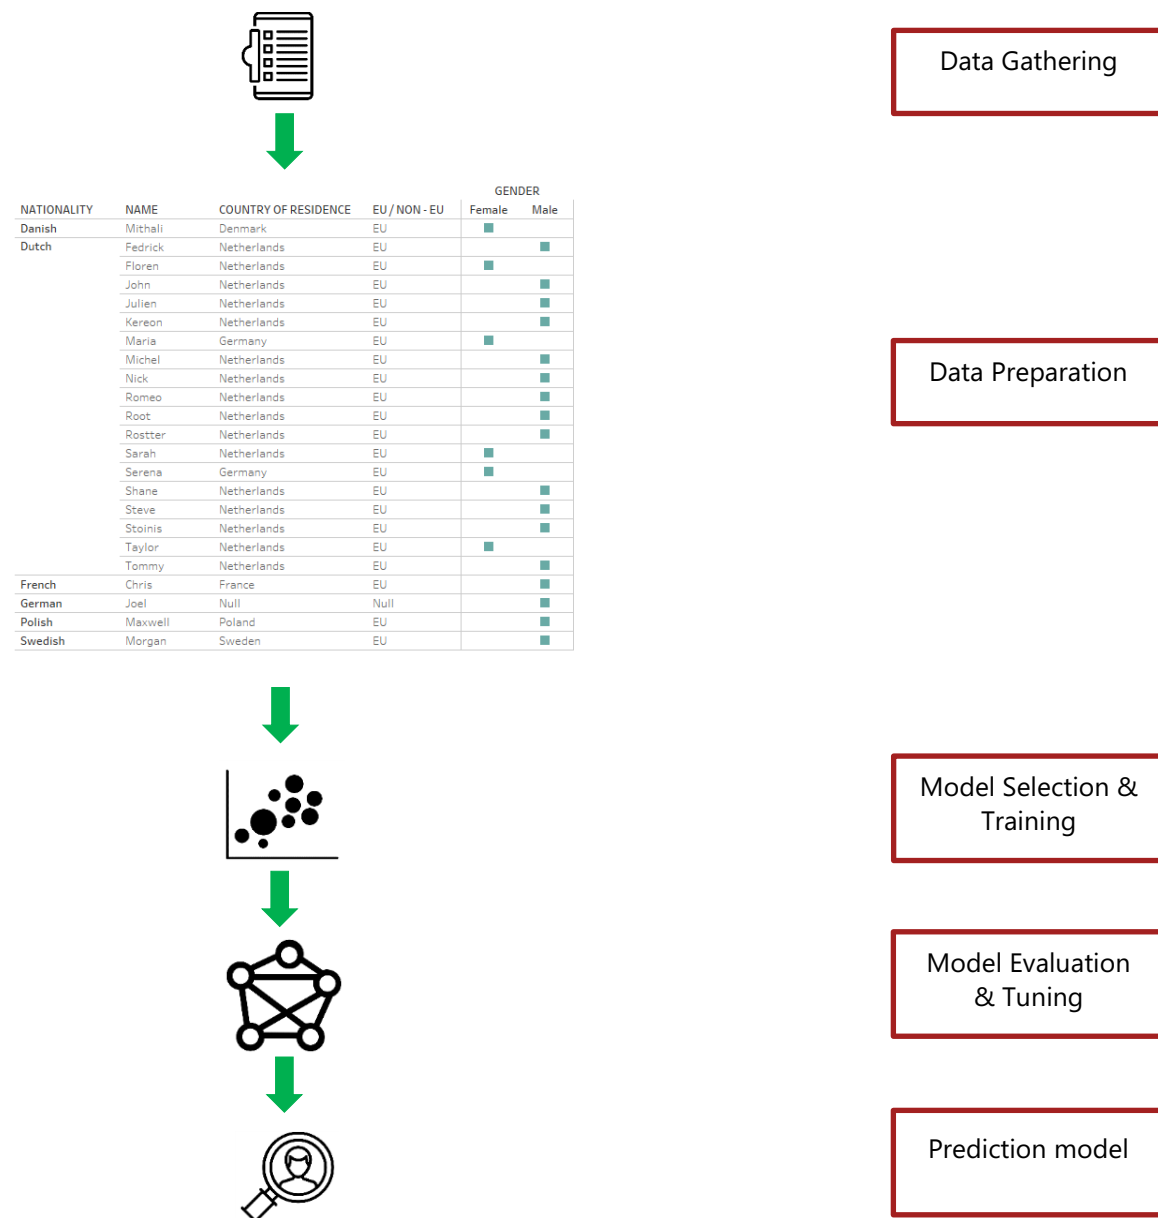 Data Gathering
GENDER
NATIONALITY NAME COUNTRY OF RESIDENCE EU / NON - EU Female Male
Danish Mithali Denmark EU
Dutch Fedrick Netherlands EU
Floren Netherlands EU
John Netherlands EU
Julien Netherlands EU
Kereon Netherlands EU
Maria Germany EU
Michel Netherlands EU
Nick Netherlands EU
Romeo Netherlands EU
Root Netherlands EU
Rostter Netherlands EU
Sarah Netherlands EU
Serena Germany EU
Shane Netherlands EU
Steve Netherlands EU
Stoinis Netherlands EU
Taylor Netherlands EU
Tommy Netherlands EU
French Chris France EU
German Joel Null Null
Polish Maxwell Poland EU
Swedish Morgan Sweden EU
Data Preparation
Model Selection &
Training
Model Evaluation
& Tuning
Prediction model